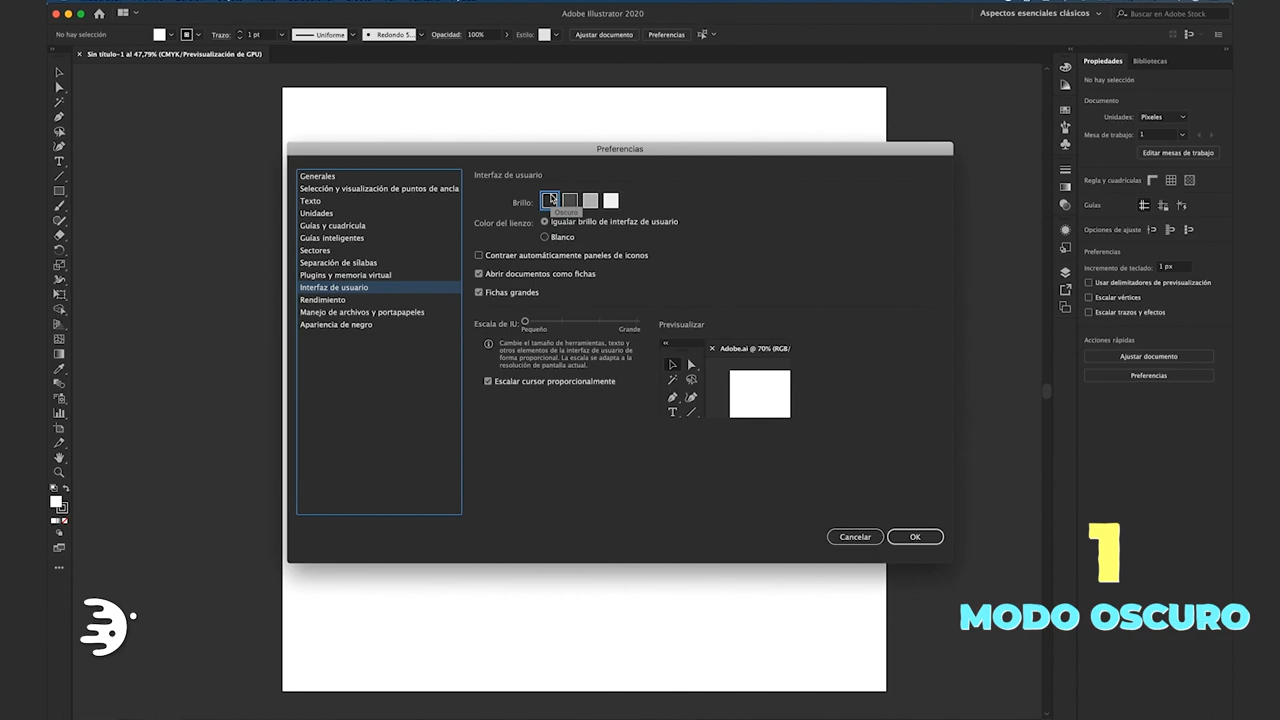 Adobe Illustrator 2020
Aspectos esenciales clásicos
Buscar en Adobe Stock
No hay selección
Trazo:
1 pt
Uniforme
Redondo 5...
Opacidad:
100%
Estilo:
Ajustar documento
Preferencias
Sin título-1 al 47,79% (CMYK/Previsualización de GPU)
Preferencias
Generales
Selección y visualización de puntos de ancla
Texto
Unidades
Guías y cuadrícula
Guías inteligentes
Sectores
Separación de sílabas
Plugins y memoria virtual
Interfaz de usuario
Rendimiento
Manejo de archivos y portapapeles
Apariencia de negro
Interfaz de usuario
Brillo:
Oscuro
Color del lienzo:
Igualar brillo de interfaz de usuario
Blanco
Contraer automáticamente paneles de iconos
Abrir documentos como fichas
Fichas grandes
Escala de IU:
Pequeño
Grande
Cambie el tamaño de herramientas, texto y
otros elementos de la interfaz de usuario de
forma proporcional. La escala se adapta a la
resolución de pantalla actual.
Escalar cursor proporcionalmente
Previsualizar
Adobe.ai @ 70% (RGB/
Cancelar
OK
Propiedades
Bibliotecas
No hay selección
Documento
Unidades:
Píxeles
Mesa de trabajo:
1
Editar mesas de trabajo
Regla y cuadrículas
Guías
Opciones de ajuste
Preferencias
Incremento de teclado:
1 px
Usar delimitadores de previsualización
Escalar vértices
Escalar trazos y efectos
Acciones rápidas
Ajustar documento
Preferencias
1
MODO OSCURO